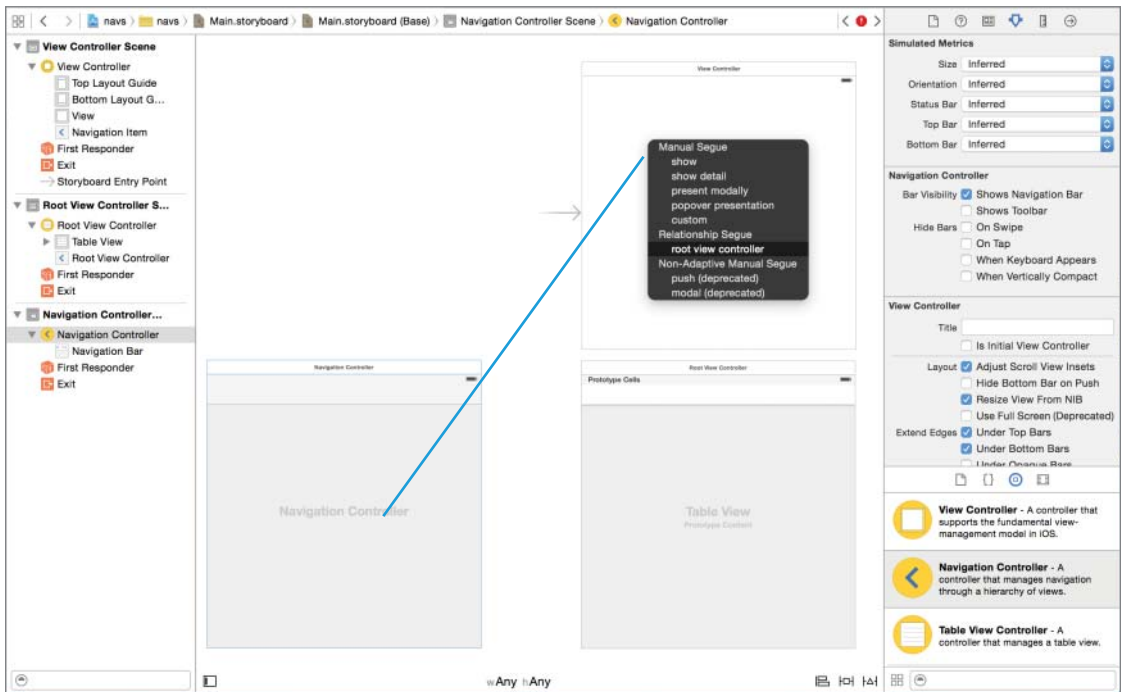 navs › navs › Main.storyboard › Main.storyboard (Base) › Navigation Controller Scene › Navigation Controller
View Controller Scene
View Controller
Top Layout Guide
Bottom Layout G...
View
Navigation Item
First Responder
Exit
Storyboard Entry Point
Root View Controller S...
Root View Controller
Table View
Root View Controller
First Responder
Exit
Navigation Controller...
Navigation Controller
Navigation Bar
First Responder
Exit
View Controller
Manual Segue
show
show detail
present modally
popover presentation
custom
Relationship Segue
root view controller
Non-Adaptive Manual Segue
push (deprecated)
modal (deprecated)
Navigation Controller
Navigation Controller
Root View Controller
Prototype Cells
Table View
Prototype Content
wAny hAny
Simulated Metrics
Size Inferred
Orientation Inferred
Status Bar Inferred
Top Bar Inferred
Bottom Bar Inferred
Navigation Controller
Bar Visibility Shows Navigation Bar
Shows Toolbar
Hide Bars On Swipe
On Tap
When Keyboard Appears
When Vertically Compact
View Controller
Title
Is Initial View Controller
Layout Adjust Scroll View Insets
Hide Bottom Bar on Push
Resize View From NIB
Use Full Screen (Deprecated)
Extend Edges Under Top Bars
Under Bottom Bars
Under Opaque Bars
View Controller - A controller that
supports the fundamental view-
management model in iOS.
Navigation Controller - A
controller that manages navigation
through a hierarchy of views.
Table View Controller - A
controller that manages a table view.